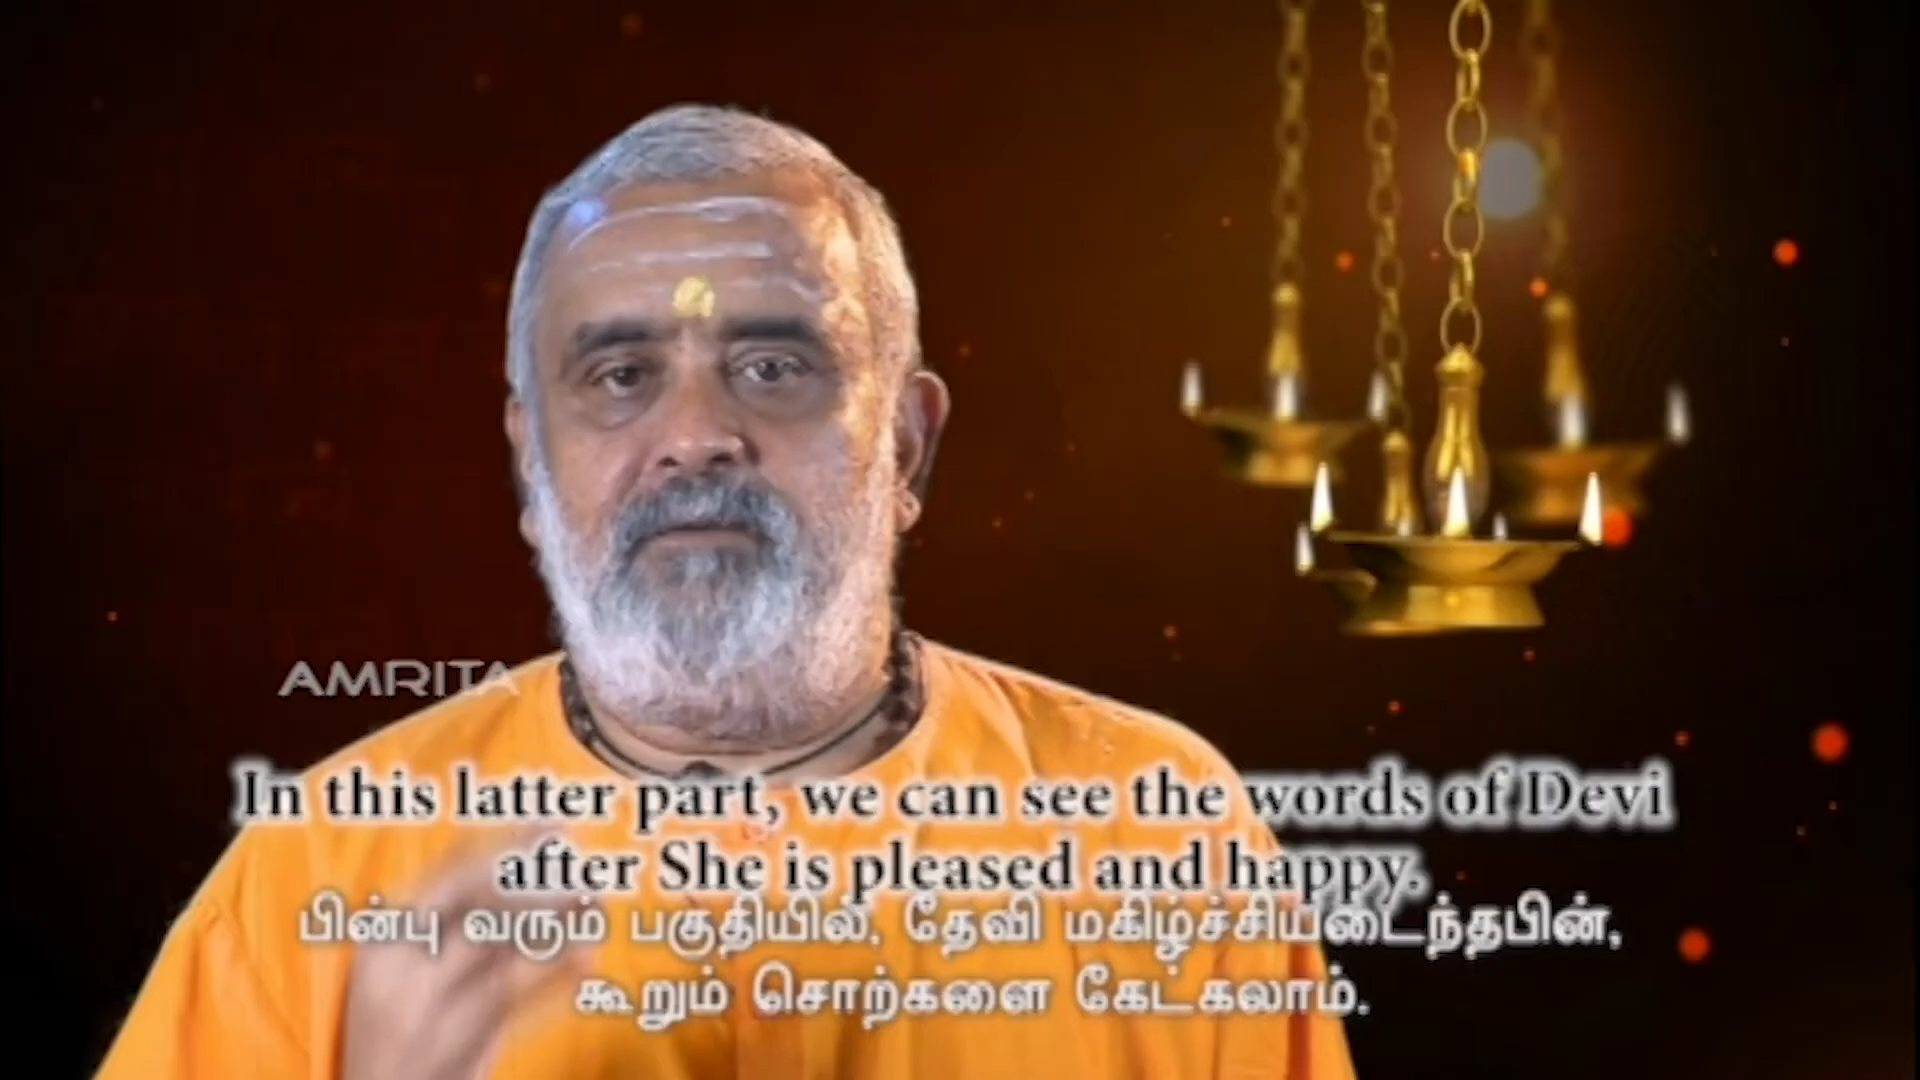 AMRITA
In this latter part, we can see the words of Devi
after She is pleased and happy.
பின்பு வரும் பகுதியில், தேவி மகிழ்ச்சியடைந்தபின்,
கூறும் சொற்களை கேட்கலாம்.